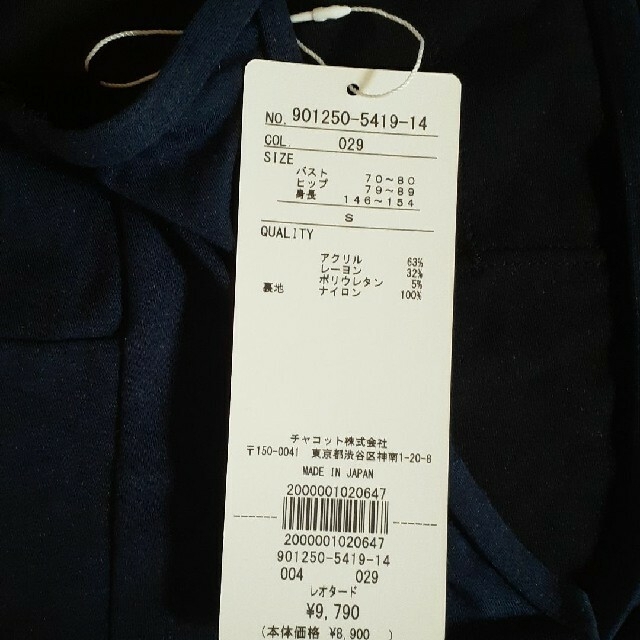 NO. 901250-5419-14
COL. 029
SIZE
バスト 70~80
ヒップ 79~89
身長 146~154
S
QUALITY
アクリル 63%
レーヨン 32%
ポリウレタン 5%
裏地 ナイロン 100%
チャコット株式会社
〒150-0041 東京都渋谷区神南1-20-8
MADE IN JAPAN
2000001020647
2000001020647
901250-5419-14
004 029
レオタード
¥9,790
(本体価格 ¥8,900 )